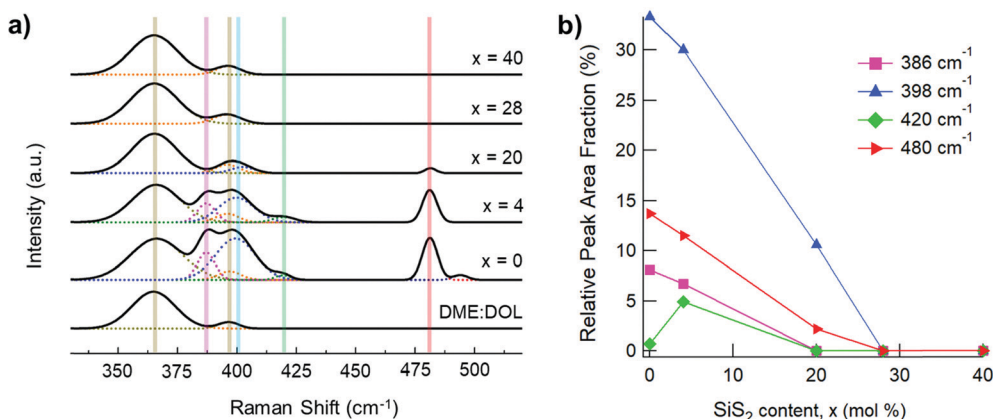 a)
x = 40
x = 28
x = 20
x = 4
x = 0
DME:DOL
Intensity (a.u.)
350 375 400 425 450 475 500
Raman Shift (cm⁻¹)
b)
386 cm⁻¹
398 cm⁻¹
420 cm⁻¹
480 cm⁻¹
Relative Peak Area Fraction (%)
30
25
20
15
10
5
0
0 10 20 30 40
SiS₂ content, x (mol %)